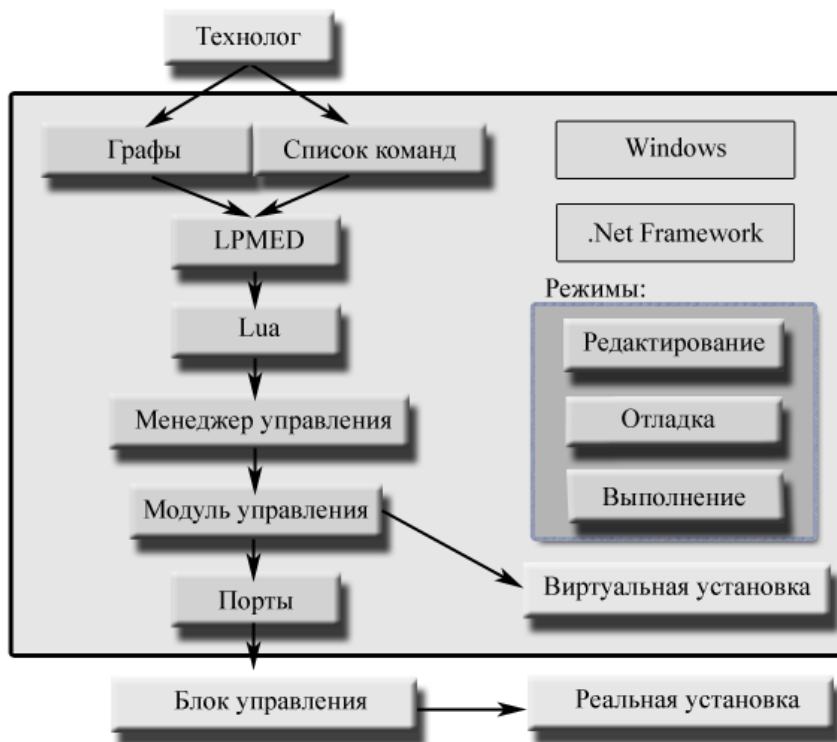 Технолог
Графы
Список команд
Windows
LPMED
.Net Framework
Режимы:
Lua
Редактирование
Менеджер управления
Отладка
Модуль управления
Выполнение
Порты
Виртуальная установка
Блок управления
Реальная установка